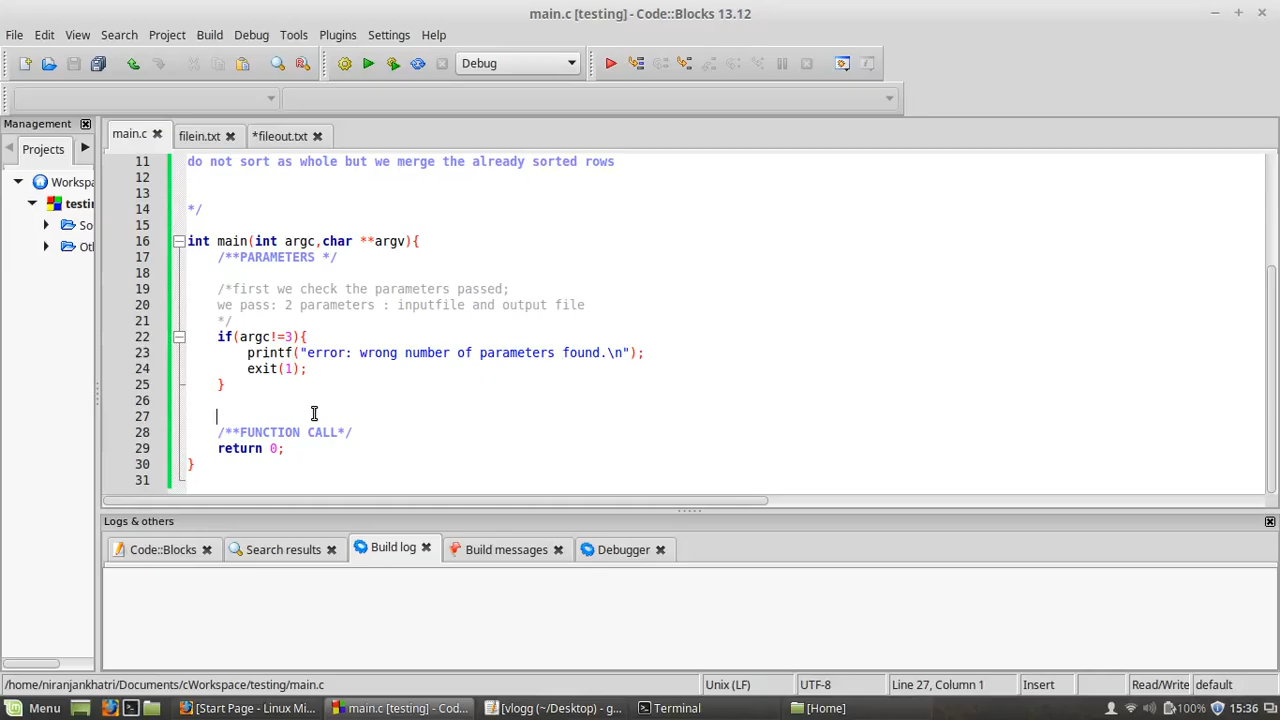 main.c [testing] - Code::Blocks 13.12
File Edit View Search Project Build Debug Tools Plugins Settings Help
Debug
Management
Projects
Workspa
testin
So
Oth
main.c
filein.txt
*fileout.txt
11 do not sort as whole but we merge the already sorted rows
12
13
14 */
15
16 int main(int argc,char **argv){
17 /**PARAMETERS */
18
19 /*first we check the parameters passed;
20 we pass: 2 parameters : inputfile and output file
21 */
22 if(argc!=3){
23 printf("error: wrong number of parameters found.\n");
24 exit(1);
25 }
26
27
28 /**FUNCTION CALL*/
29 return 0;
30 }
31
Logs & others
Code::Blocks Search results Build log Build messages Debugger
/home/niranjankhatri/Documents/cWorkspace/testing/main.c Unix (LF) UTF-8 Line 27, Column 1 Insert Read/Write default
Menu [Start Page - Linux Mi... main.c [testing] - Cod... [vlogg (~/Desktop) - g... Terminal [Home] 100% 15:36